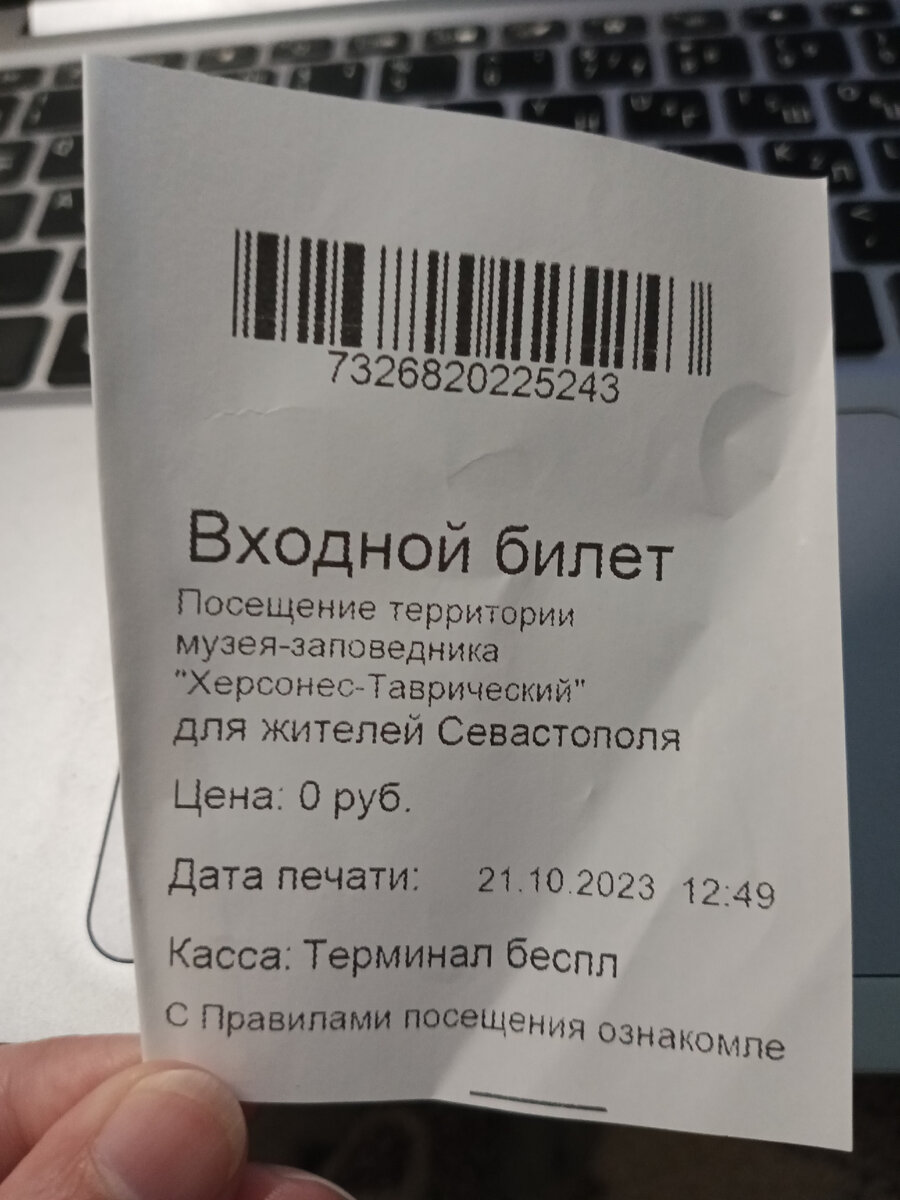 7326820225243
Входной билет
Посещение территории
музея-заповедника
"Херсонес-Таврический"
для жителей Севастополя
Цена: 0 руб.
Дата печати: 21.10.2023 12:49
Касса: Терминал беспл
С Правилами посещения ознакомле